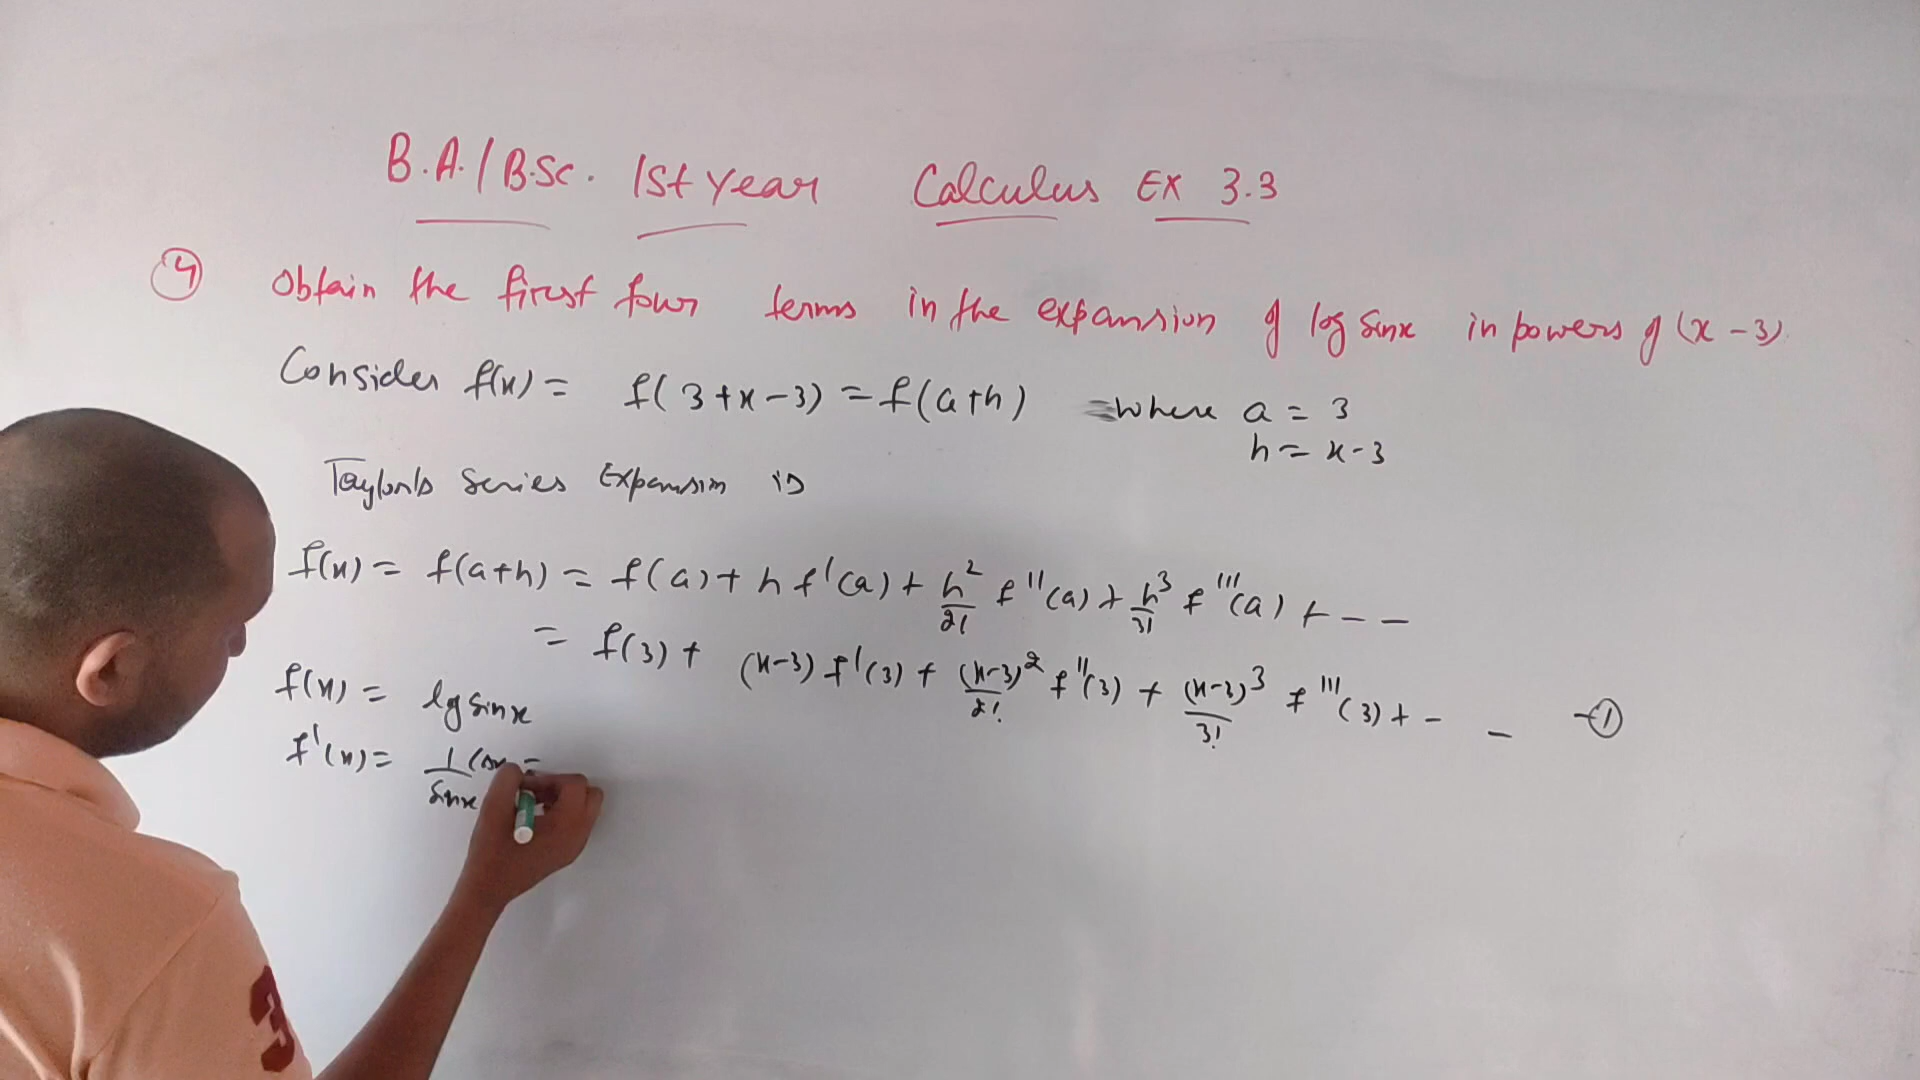 B.A./B.Sc. 1st Year Calculus Ex 3.3
(4) Obtain the first four terms in the expansion of log sinx in powers of (x-3).
Consider f(x) = f(3+x-3) = f(a+h) where a = 3
h = x-3
Taylor's Series Expansion is
f(x) = f(a+h) = f(a) + h f'(a) + h²/2! f''(a) + h³/3! f'''(a) + - - -
= f(3) + (x-3) f'(3) + (x-3)²/2! f''(3) + (x-3)³/3! f'''(3) + - - -①
f(x) = log sinx
f'(x) = 1/sinx cosx =
3